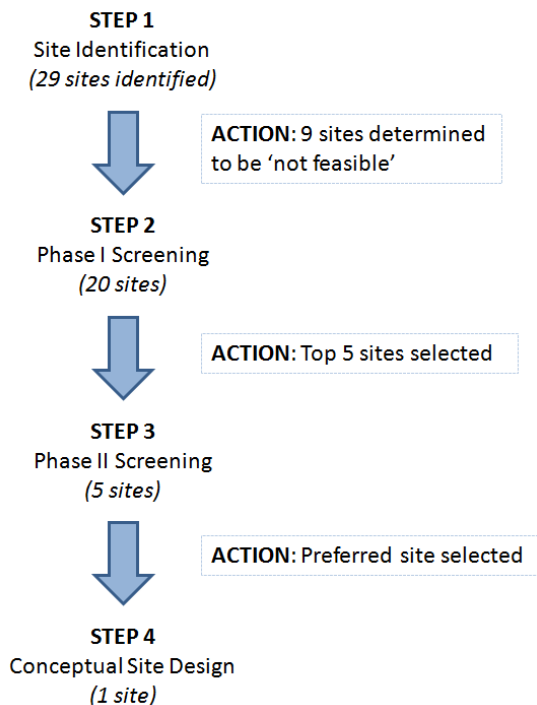 STEP 1
Site Identification
(29 sites identified)
ACTION: 9 sites determined
to be ‘not feasible’
STEP 2
Phase I Screening
(20 sites)
ACTION: Top 5 sites selected
STEP 3
Phase II Screening
(5 sites)
ACTION: Preferred site selected
STEP 4
Conceptual Site Design
(1 site)